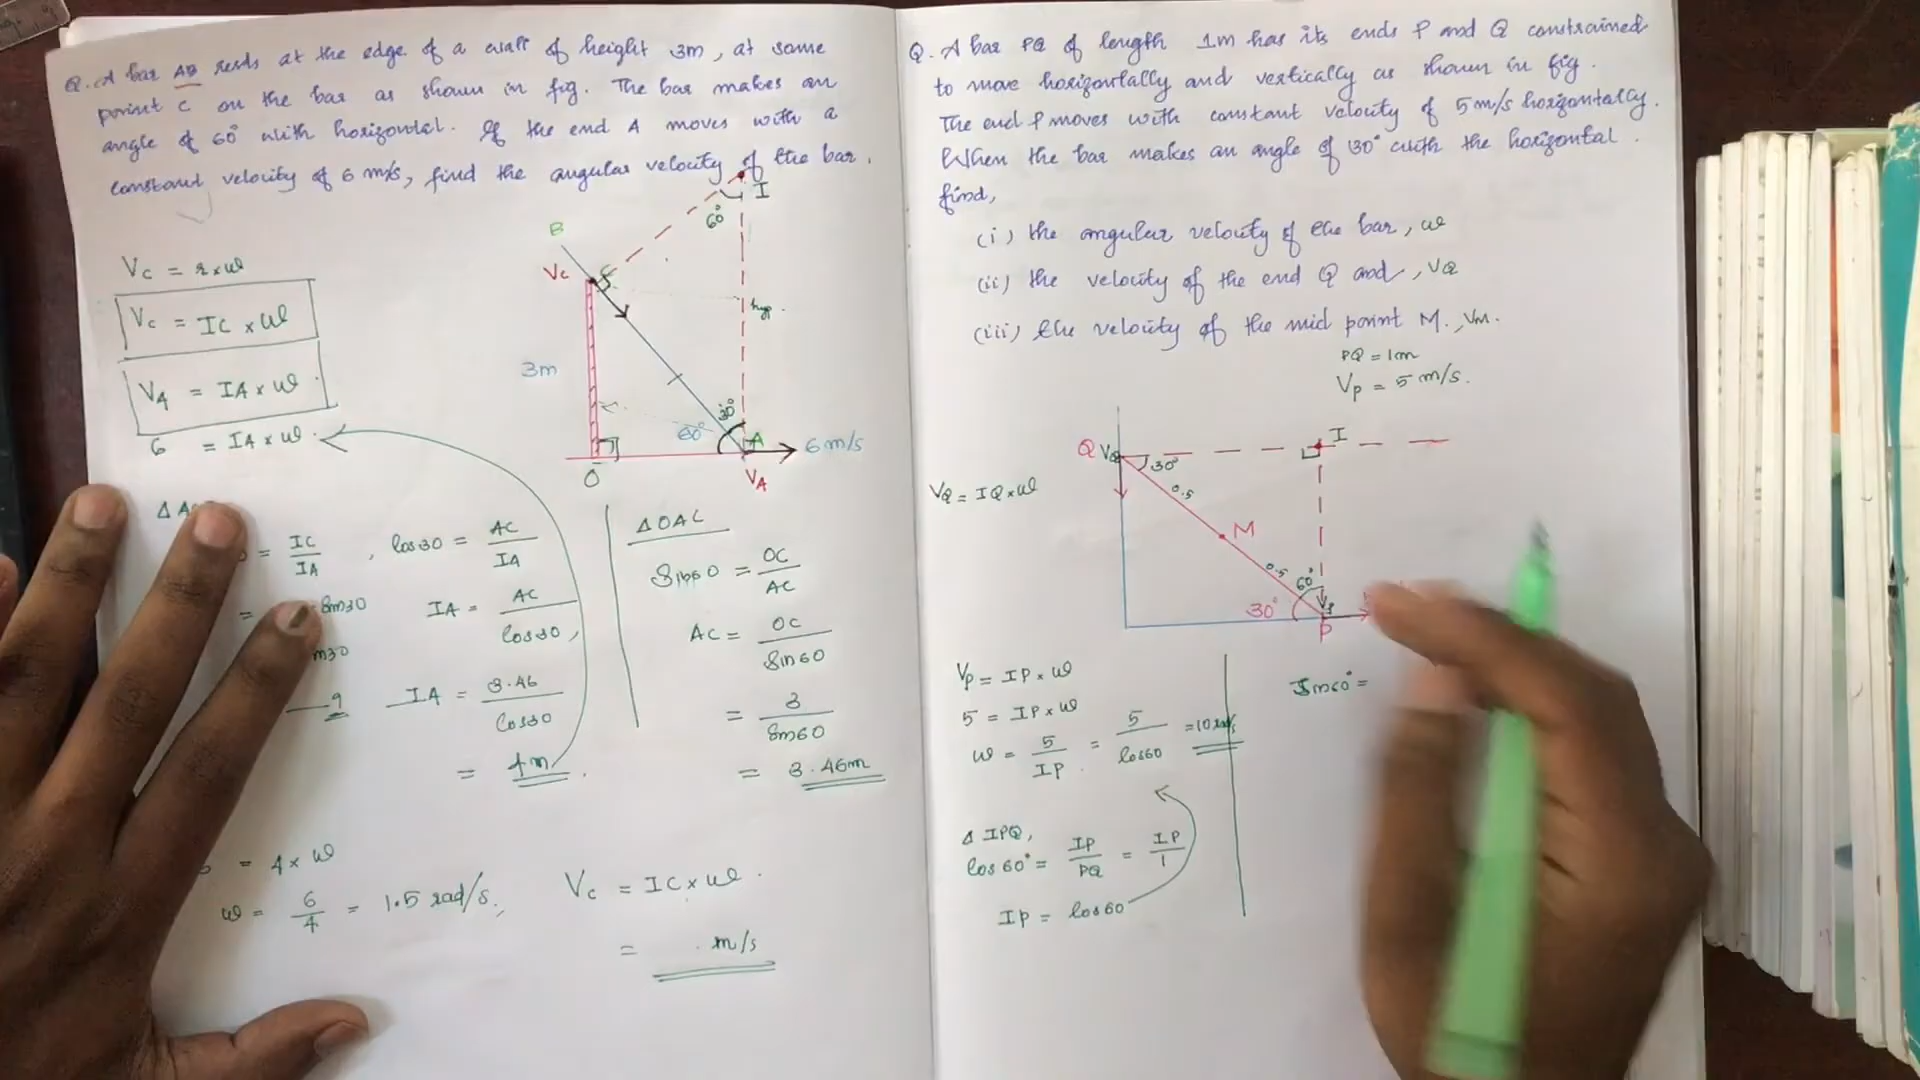 Q. A bar AB rests at the edge of a wall of height 3m, at some
point C on the bar as shown in fig. The bar makes an
angle of 60° with horizontal. If the end A moves with a
constant velocity of 6 m/s, find the angular velocity of the bar.
Vc = r×ω
Vc = IC × ω
VA = IA × ω
6 = IA × ω
B
Vc
C
I
60°
hyp.
3m
30°
60°
A
6 m/s
O
VA
= IC/IA , cos30 = AC/IA
= sin30 IA = AC/cos30
IA = 3.46/cos30
= 4m
ΔOAC
Sin60 = OC/AC
AC = OC/Sin60
= 3/Sin60
= 3.46m
= 4 × ω
ω = 6/4 = 1.5 rad/s.
Vc = IC × ω.
= m/s
Q. A bar PQ of length 1m has its ends P and Q constrained
to move horizontally and vertically as shown in fig.
The end P moves with constant velocity of 5 m/s horizontally.
When the bar makes an angle of 30° with the horizontal.
find,
(i) the angular velocity of the bar, ω
(ii) the velocity of the end Q and, VQ
(iii) the velocity of the mid point M., VM.
PQ = 1m
Vp = 5 m/s.
Q VQ
30°
I
0.5
M
0.5
60°
30°
P
VQ = IQ × ω
Vp = IP × ω
5 = IP × ω
ω = 5/IP = 5/cos60 = 10 rad/s
Δ IPQ,
cos60° = IP/PQ = IP/1
IP = cos60
Sin60° =